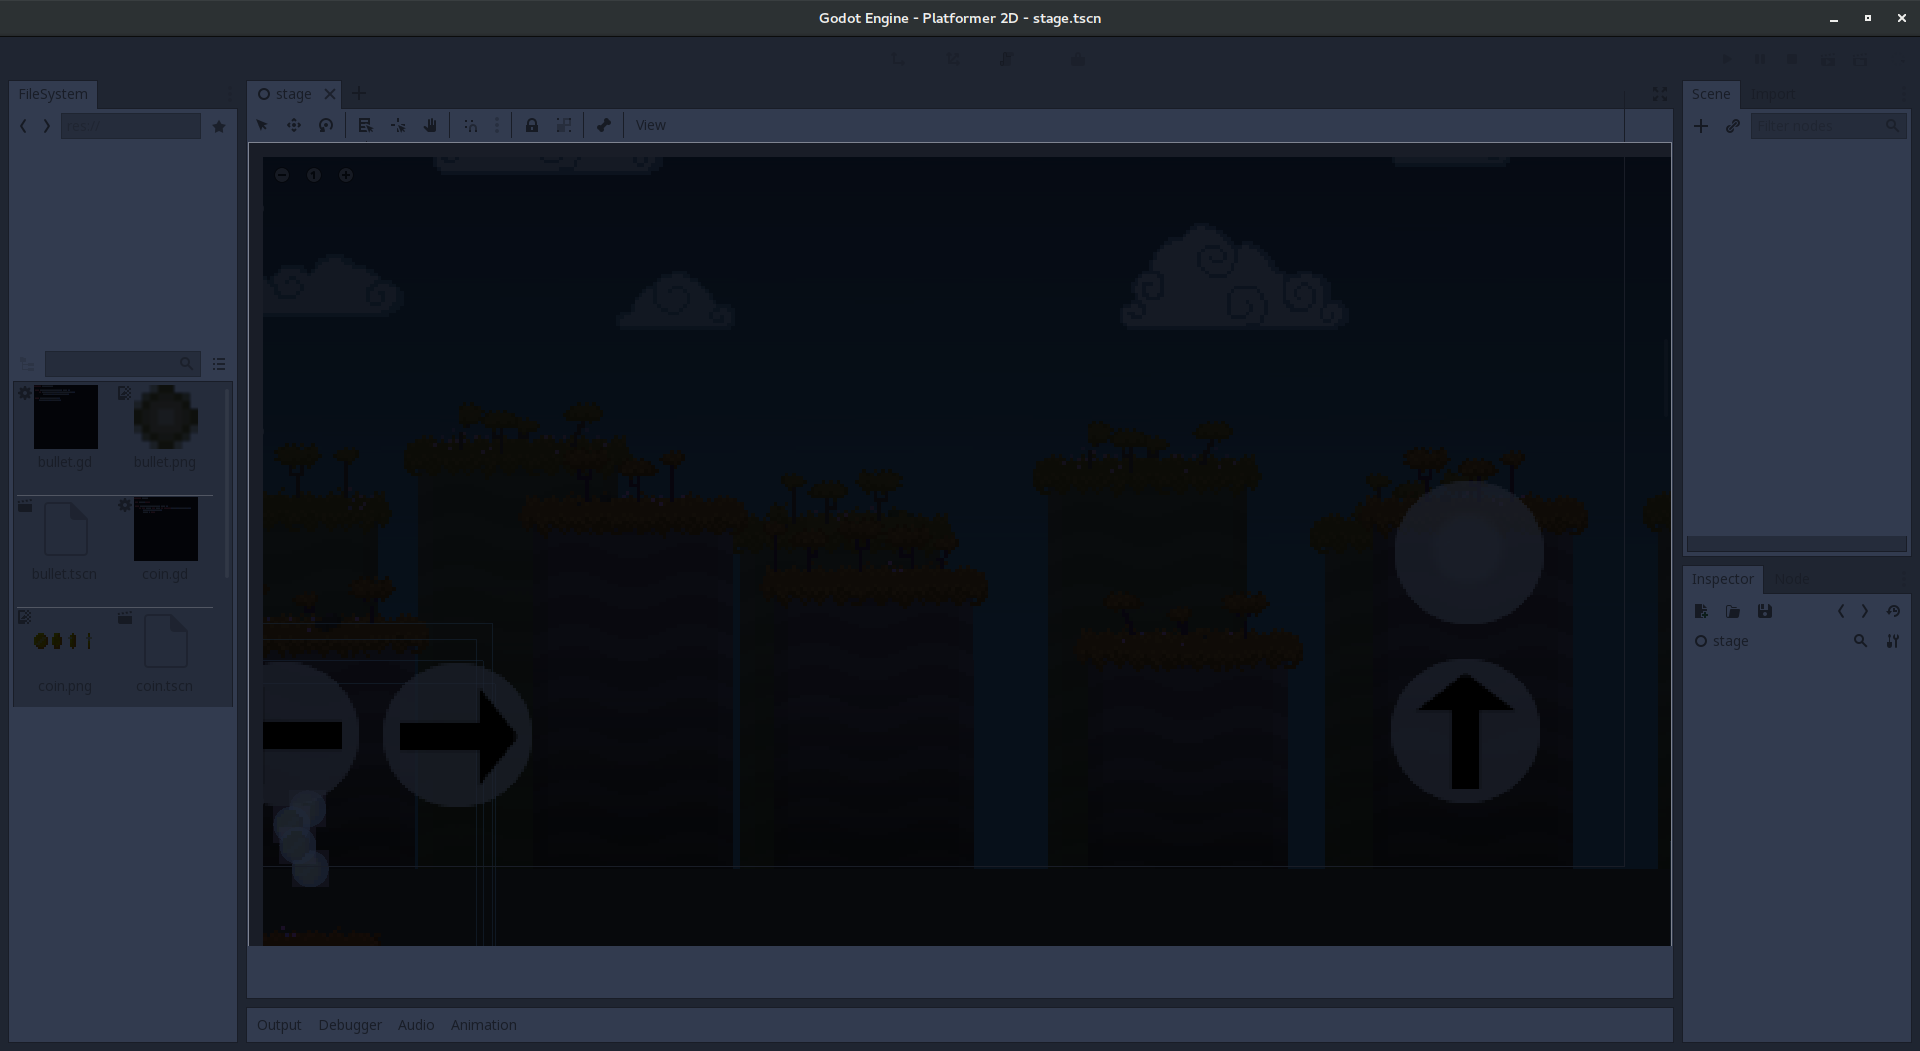 Godot Engine - Platformer 2D - stage.tscn
FileSystem
stage
Scene
Import
res://
View
Filter nodes
1
bullet.gd
bullet.png
bullet.tscn
coin.gd
coin.png
coin.tscn
Inspector
Node
stage
Output
Debugger
Audio
Animation